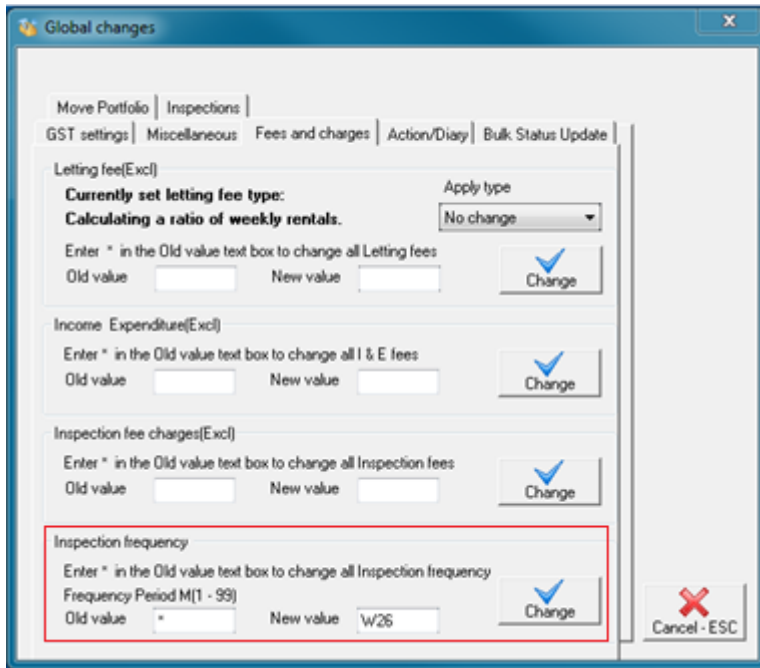 Global changes
Move Portfolio Inspections
GST settings Miscellaneous Fees and charges Action/Diary Bulk Status Update
Letting fee(Excl)
Currently set letting fee type:
Apply type
Calculating a ratio of weekly rentals.
No change
Enter * in the Old value text box to change all Letting fees
Old value New value
Change
Income Expenditure(Excl)
Enter * in the Old value text box to change all I & E fees
Old value New value
Change
Inspection fee charges(Excl)
Enter * in the Old value text box to change all Inspection fees
Old value New value
Change
Inspection frequency
Enter * in the Old value text box to change all Inspection frequency
Frequency Period M(1 - 99)
Old value * New value W26
Change
Cancel - ESC